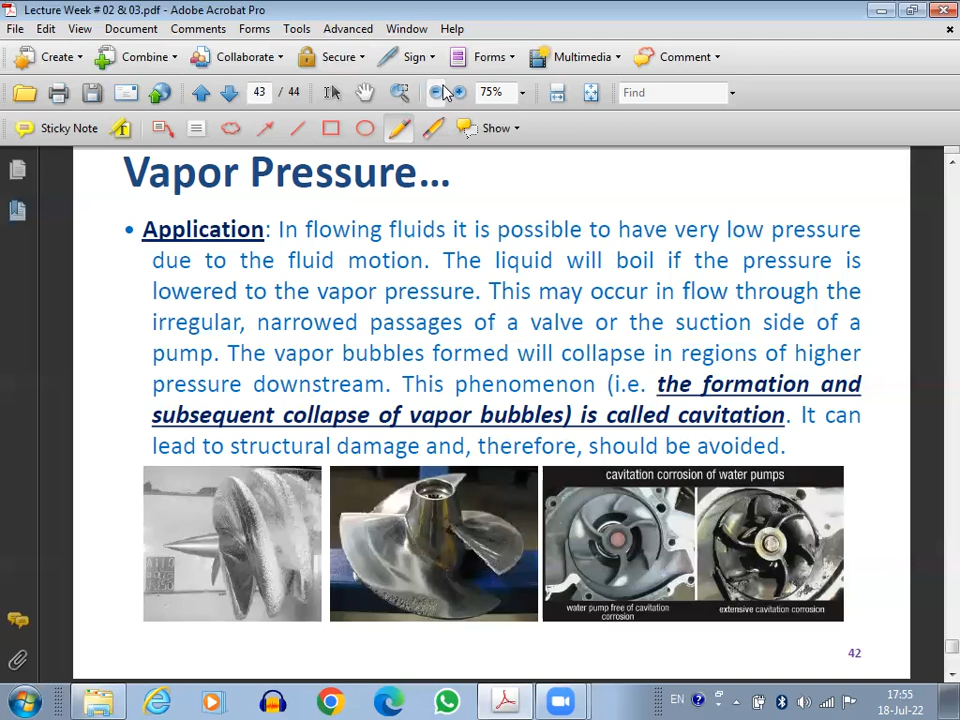 Lecture Week # 02 & 03.pdf - Adobe Acrobat Pro
File Edit View Document Comments Forms Tools Advanced Window Help
Create Combine Collaborate Secure Sign Forms Multimedia Comment
43 / 44 75% Find
Sticky Note Show
Vapor Pressure...
• Application: In flowing fluids it is possible to have very low pressure
due to the fluid motion. The liquid will boil if the pressure is
lowered to the vapor pressure. This may occur in flow through the
irregular, narrowed passages of a valve or the suction side of a
pump. The vapor bubbles formed will collapse in regions of higher
pressure downstream. This phenomenon (i.e. the formation and
subsequent collapse of vapor bubbles) is called cavitation. It can
lead to structural damage and, therefore, should be avoided.
cavitation corrosion of water pumps
water pump free of cavitation
corrosion
extensive cavitation corrosion
42
EN
17:55
18-Jul-22